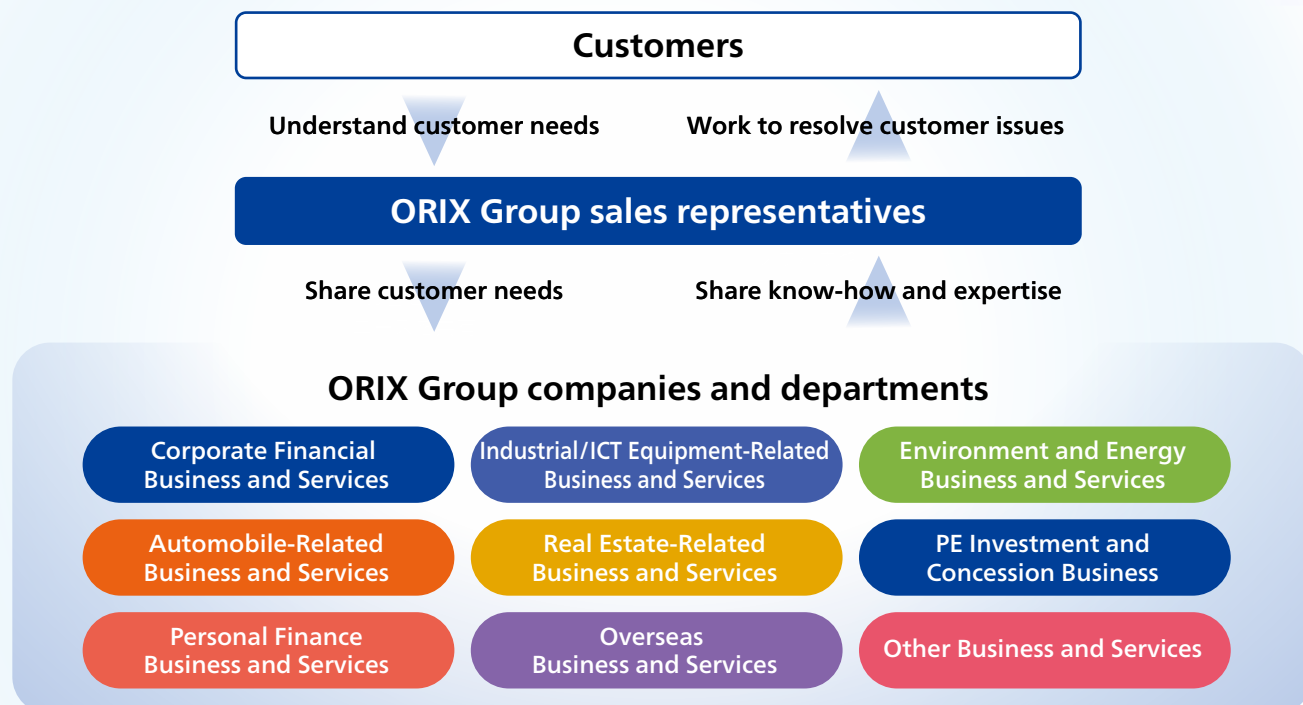 Customers
Understand customer needs
Work to resolve customer issues
ORIX Group sales representatives
Share customer needs
Share know-how and expertise
ORIX Group companies and departments
Corporate Financial
Business and Services
Industrial/ICT Equipment-Related
Business and Services
Environment and Energy
Business and Services
Automobile-Related
Business and Services
Real Estate-Related
Business and Services
PE Investment and
Concession Business
Personal Finance
Business and Services
Overseas
Business and Services
Other Business and Services